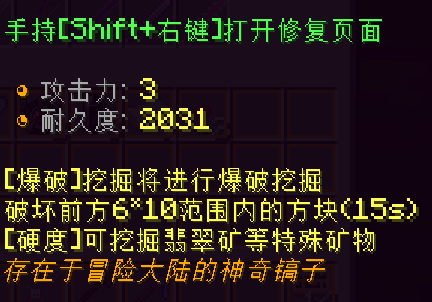 手持[Shift+右键]打开修复页面
攻击力: 3
耐久度: 2031
[爆破]挖掘将进行爆破挖掘
破坏前方6*10范围内的方块(15s)
[硬度]可挖掘翡翠矿等特殊矿物
存在于冒险大陆的神奇镐子